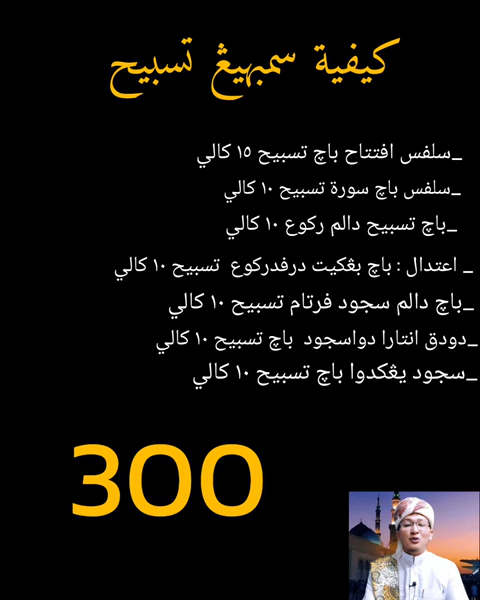 كيفية سمبهيڠ تسبيح
_سلفس افتتاح باچ تسبيح ١٥ كالي
_سلفس باچ سورة تسبيح ١٠ كالي
_باچ تسبيح دالم ركوع ١٠ كالي
_ اعتدال : باچ بڠكيت درفدركوع تسبيح ١٠ كالي
_باچ دالم سجود فرتام تسبيح ١٠ كالي
_دودق انتارا دواسجود باچ تسبيح ١٠ كالي
_سجود يڠكدوا باچ تسبيح ١٠ كالي
300